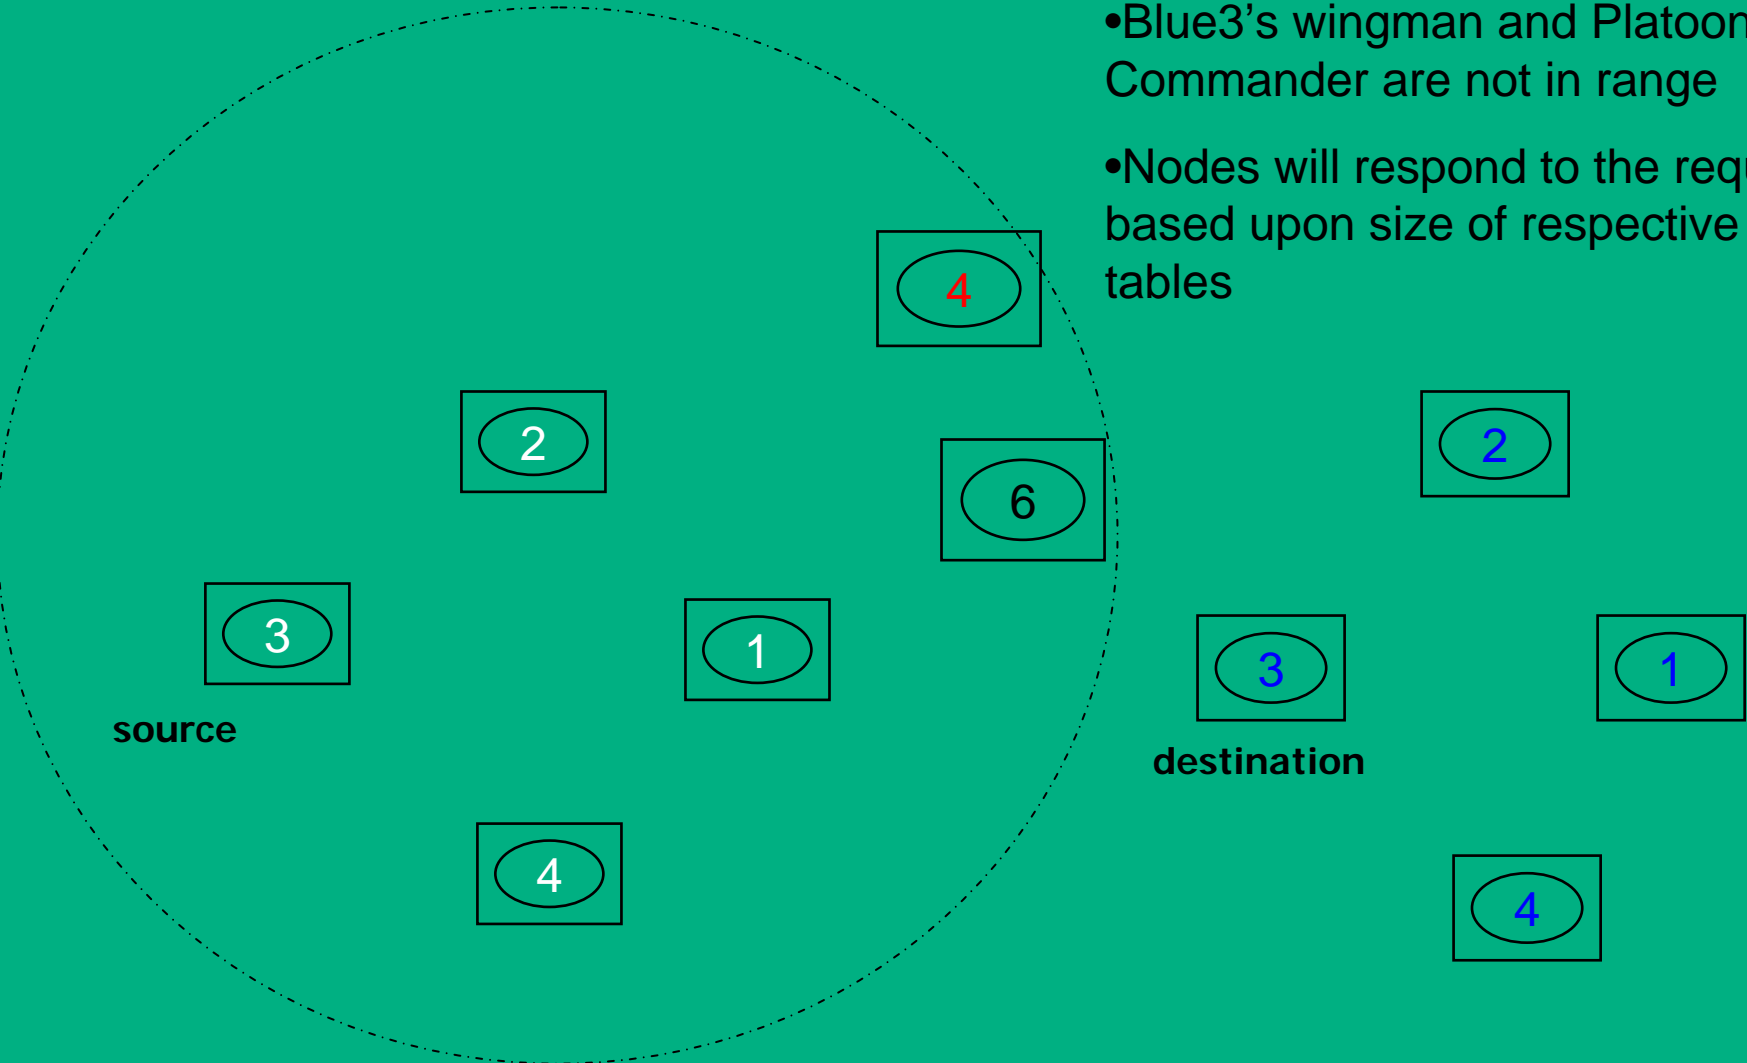 •Blue3's wingman and Platoon
Commander are not in range
•Nodes will respond to the
based upon size of respective
tables
4
2
2
6
3
1
3
1
source
destination
4
4